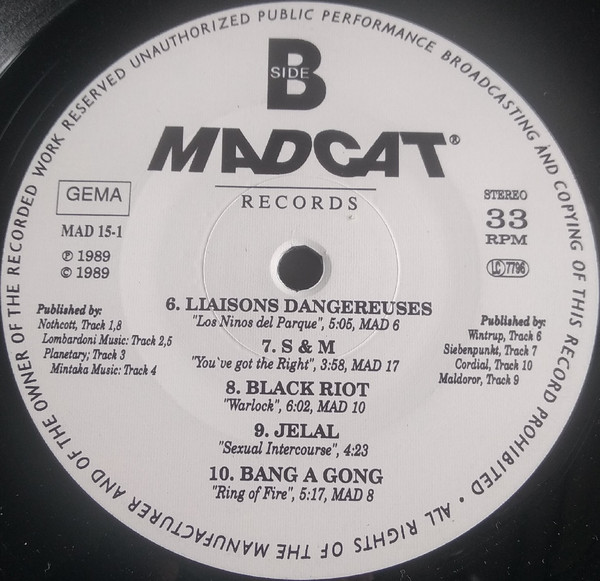 WORK RESERVED UNAUTHORIZED PUBLIC PERFORMANCE BROADCASTING AND COPYING OF THIS RECORD PROHIBITED • ALL RIGHTS OF THE MANUFACTURER AND OF THE OWNER OF THE RECORDED
B
SIDE
MADCAT®
RECORDS
GEMA
MAD 15-1
℗ 1989
© 1989
STEREO
33
RPM
LC 7796
Published by:
Nothcott, Track 1,8
Lombardoni Music: Track 2,5
Planetary; Track 3
Mintaka Music: Track 4
6. LIAISONS DANGEREUSES
"Los Ninos del Parque", 5:05, MAD 6
7. S & M
"You`ve got the Right", 3:58, MAD 17
8. BLACK RIOT
"Warlock", 6:02, MAD 10
9. JELAL
"Sexual Intercourse", 4:23
10. BANG A GONG
"Ring of Fire", 5:17, MAD 8
Published by:
Wintrup, Track 6
Siebenpunkt, Track 7
Cordial, Track 10
Maldoror, Track 9